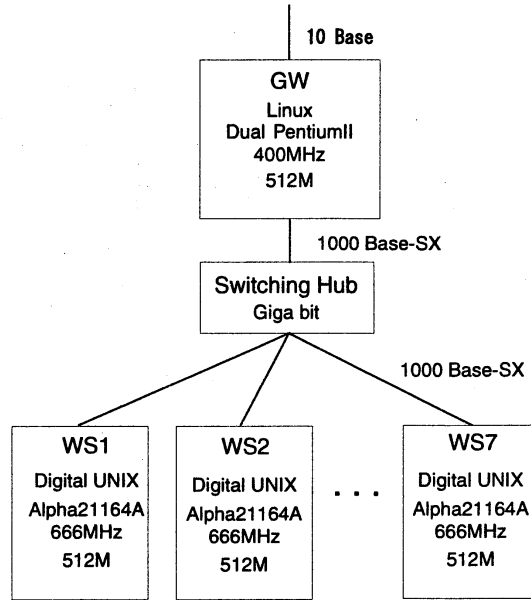 10 Base
GW
Linux
Dual PentiumII
400MHz
512M
1000 Base-SX
Switching Hub
Giga bit
1000 Base-SX
WS1
Digital UNIX
Alpha21164A
666MHz
512M
WS2
Digital UNIX
Alpha21164A
666MHz
512M
. . .
WS7
Digital UNIX
Alpha21164A
666MHz
512M